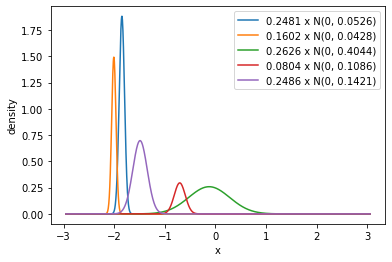 0.2481 x N(0, 0.0526)
0.1602 x N(0, 0.0428)
0.2626 x N(0, 0.4044)
0.0804 x N(0, 0.1086)
0.2486 x N(0, 0.1421)
density
1.75
1.50
1.25
1.00
0.75
0.50
0.25
0.00
−3
−2
−1
0
1
2
3
x